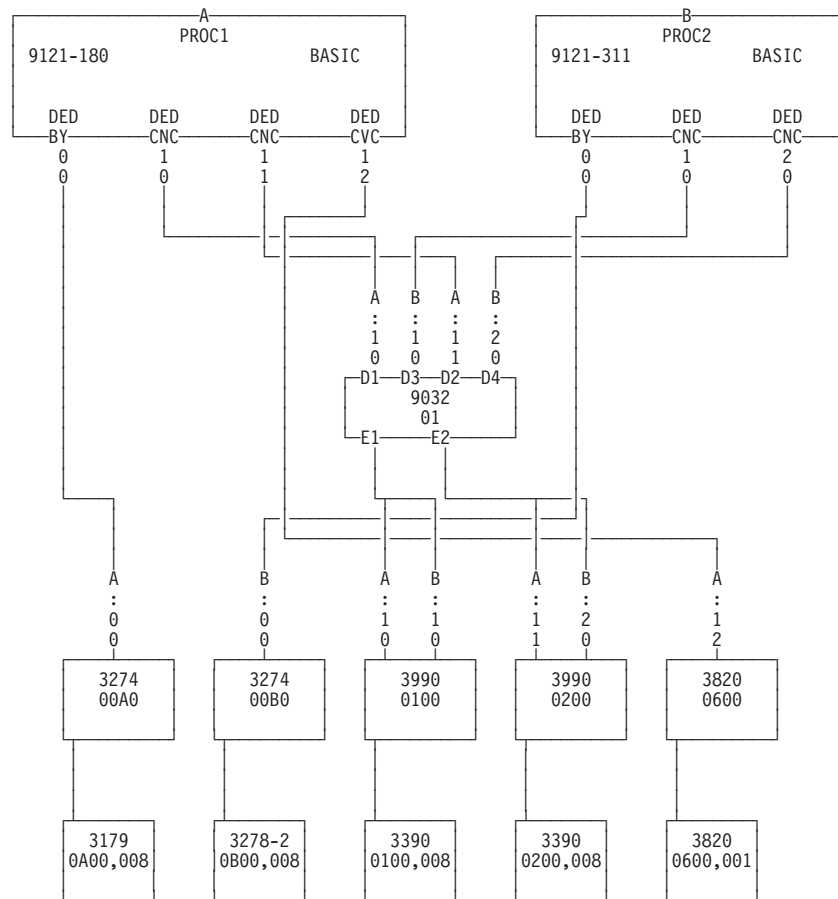 A B
PROC1 PROC2
9121-180 BASIC 9121-311 BASIC
DED DED DED DED DED DED DED
BY CNC CNC CVC BY CNC CNC
0 1 1 1 0 1 2
0 0 1 2 0 0 0
A B A B
: : : :
1 1 1 2
0 0 1 0
D1 D3 D2 D4
9032
01
E1 E2
A B A B A B A
: : : : : : :
0 0 1 1 1 2 1
0 0 0 0 1 0 2
3274 3274 3990 3990 3820
00A0 00B0 0100 0200 0600
3179 3278-2 3390 3390 3820
0A00,008 0B00,008 0100,008 0200,008 0600,001